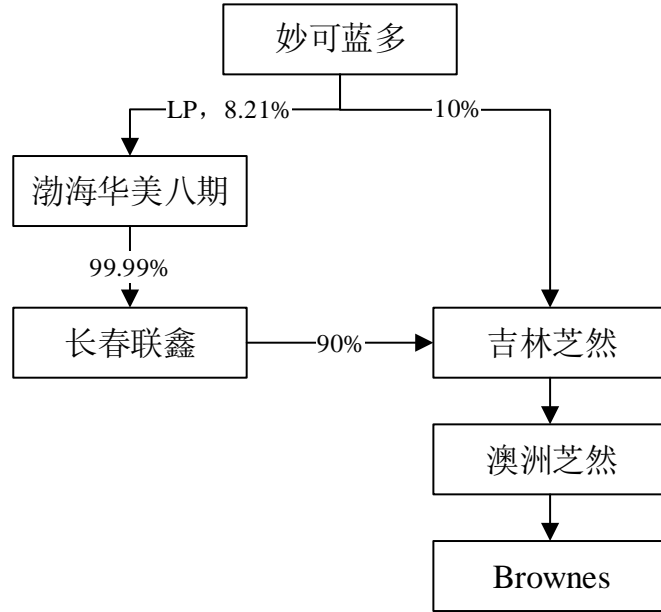 妙可蓝多
LP，8.21%
10%
渤海华美八期
99.99%
长春联鑫
90%
吉林芝然
澳洲芝然
Brownes